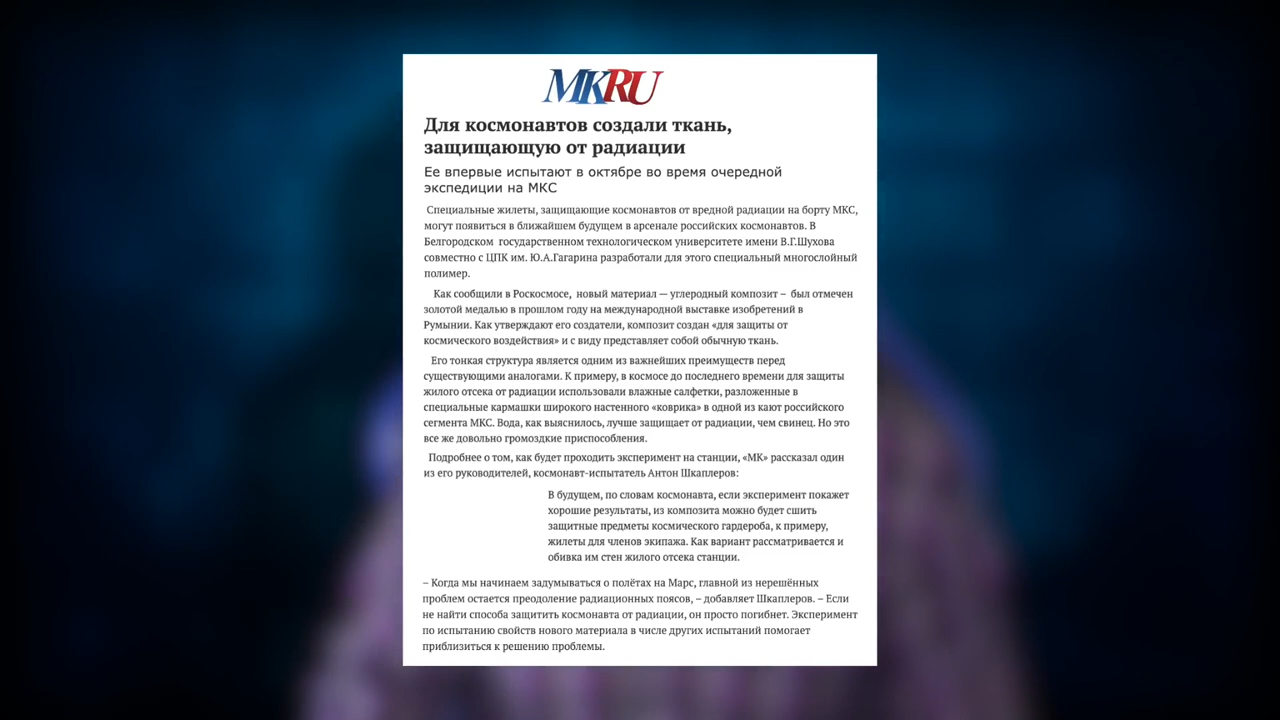 MKRU
Для космонавтов создали ткань,
защищающую от радиации
Ее впервые испытают в октябре во время очередной
экспедиции на МКС
Специальные жилеты, защищающие космонавтов от вредной радиации на борту МКС,
могут появиться в ближайшем будущем в арсенале российских космонавтов. В
Белгородском государственном технологическом университете имени В.Г.Шухова
совместно с ЦПК им. Ю.А.Гагарина разработали для этого специальный многослойный
полимер.
Как сообщили в Роскосмосе, новый материал — углеродный композит – был отмечен
золотой медалью в прошлом году на международной выставке изобретений в
Румынии. Как утверждают его создатели, композит создан «для защиты от
космического воздействия» и с виду представляет собой обычную ткань.
Его тонкая структура является одним из важнейших преимуществ перед
существующими аналогами. К примеру, в космосе до последнего времени для защиты
жилого отсека от радиации использовали влажные салфетки, разложенные в
специальные кармашки широкого настенного «коврика» в одной из кают российского
сегмента МКС. Вода, как выяснилось, лучше защищает от радиации, чем свинец. Но это
все же довольно громоздкие приспособления.
Подробнее о том, как будет проходить эксперимент на станции, «МК» рассказал один
из его руководителей, космонавт-испытатель Антон Шкаплеров:
В будущем, по словам космонавта, если эксперимент покажет
хорошие результаты, из композита можно будет сшить
защитные предметы космического гардероба, к примеру,
жилеты для членов экипажа. Как вариант рассматривается и
обивка им стен жилого отсека станции.
– Когда мы начинаем задумываться о полётах на Марс, главной из нерешённых
проблем остается преодоление радиационных поясов, – добавляет Шкаплеров. – Если
не найти способа защитить космонавта от радиации, он просто погибнет. Эксперимент
по испытанию свойств нового материала в числе других испытаний помогает
приблизиться к решению проблемы.